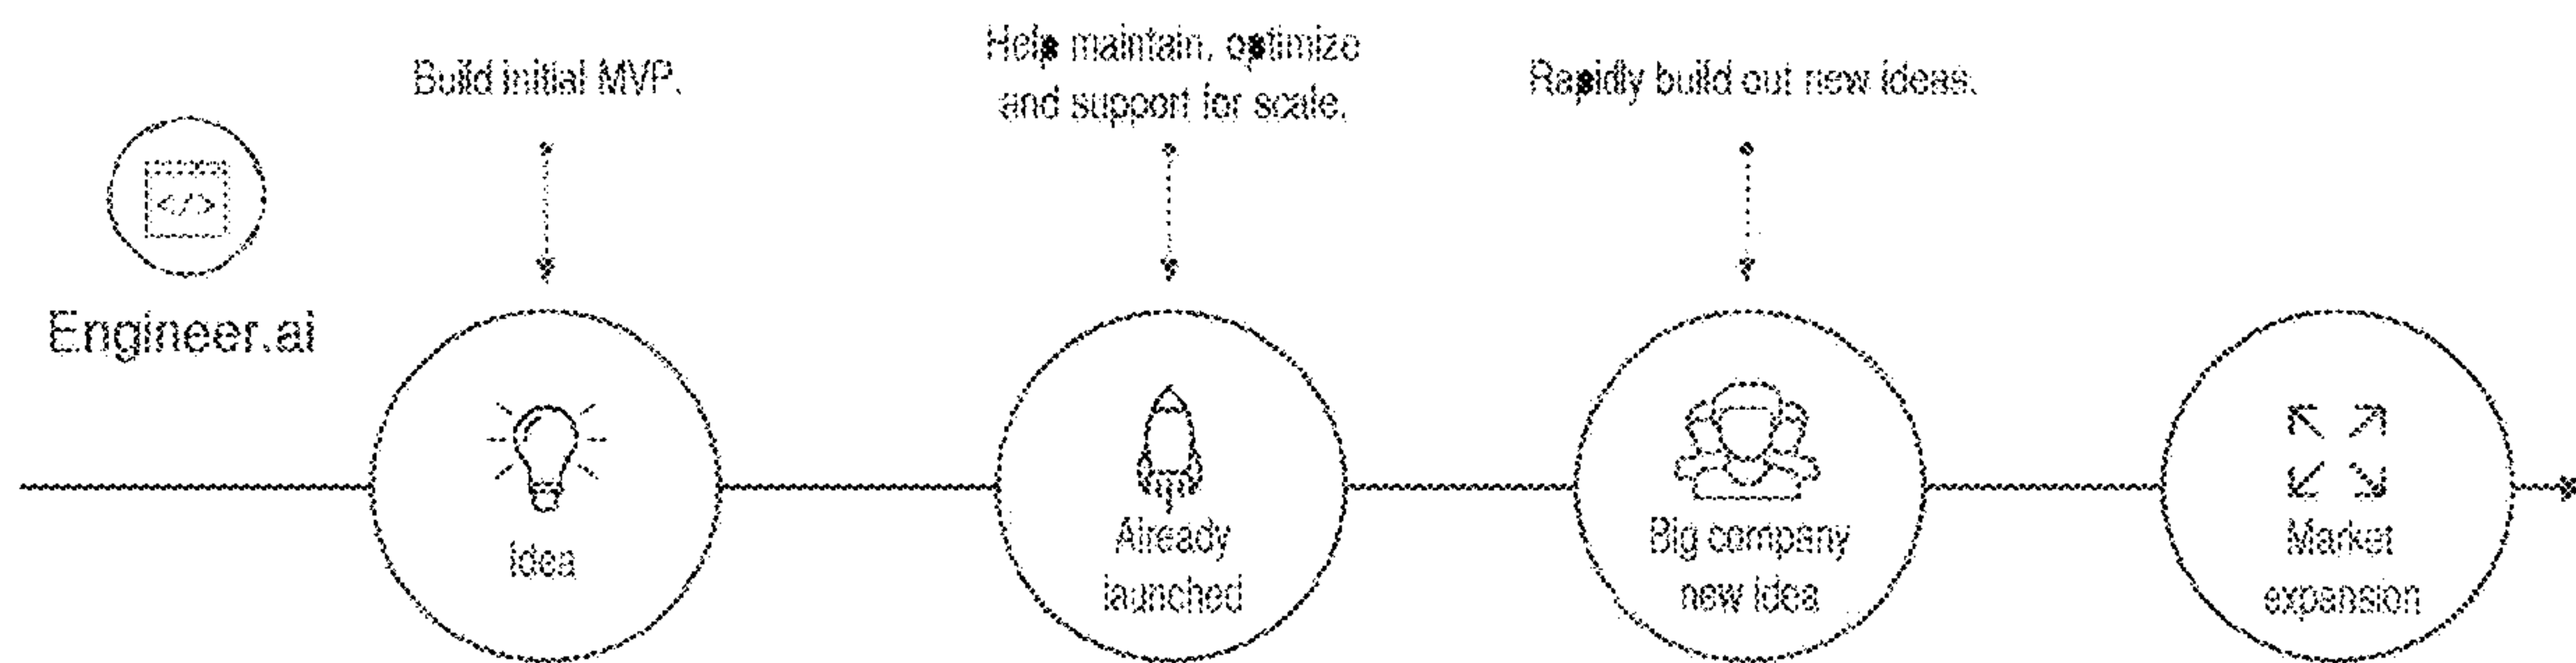 Build initial MVP.
Help maintain, optimize
and support for scale.
Rapidly build out new ideas.
</>
Engineer.ai
Idea
Already
launched
Big company
new idea
Market
expansion